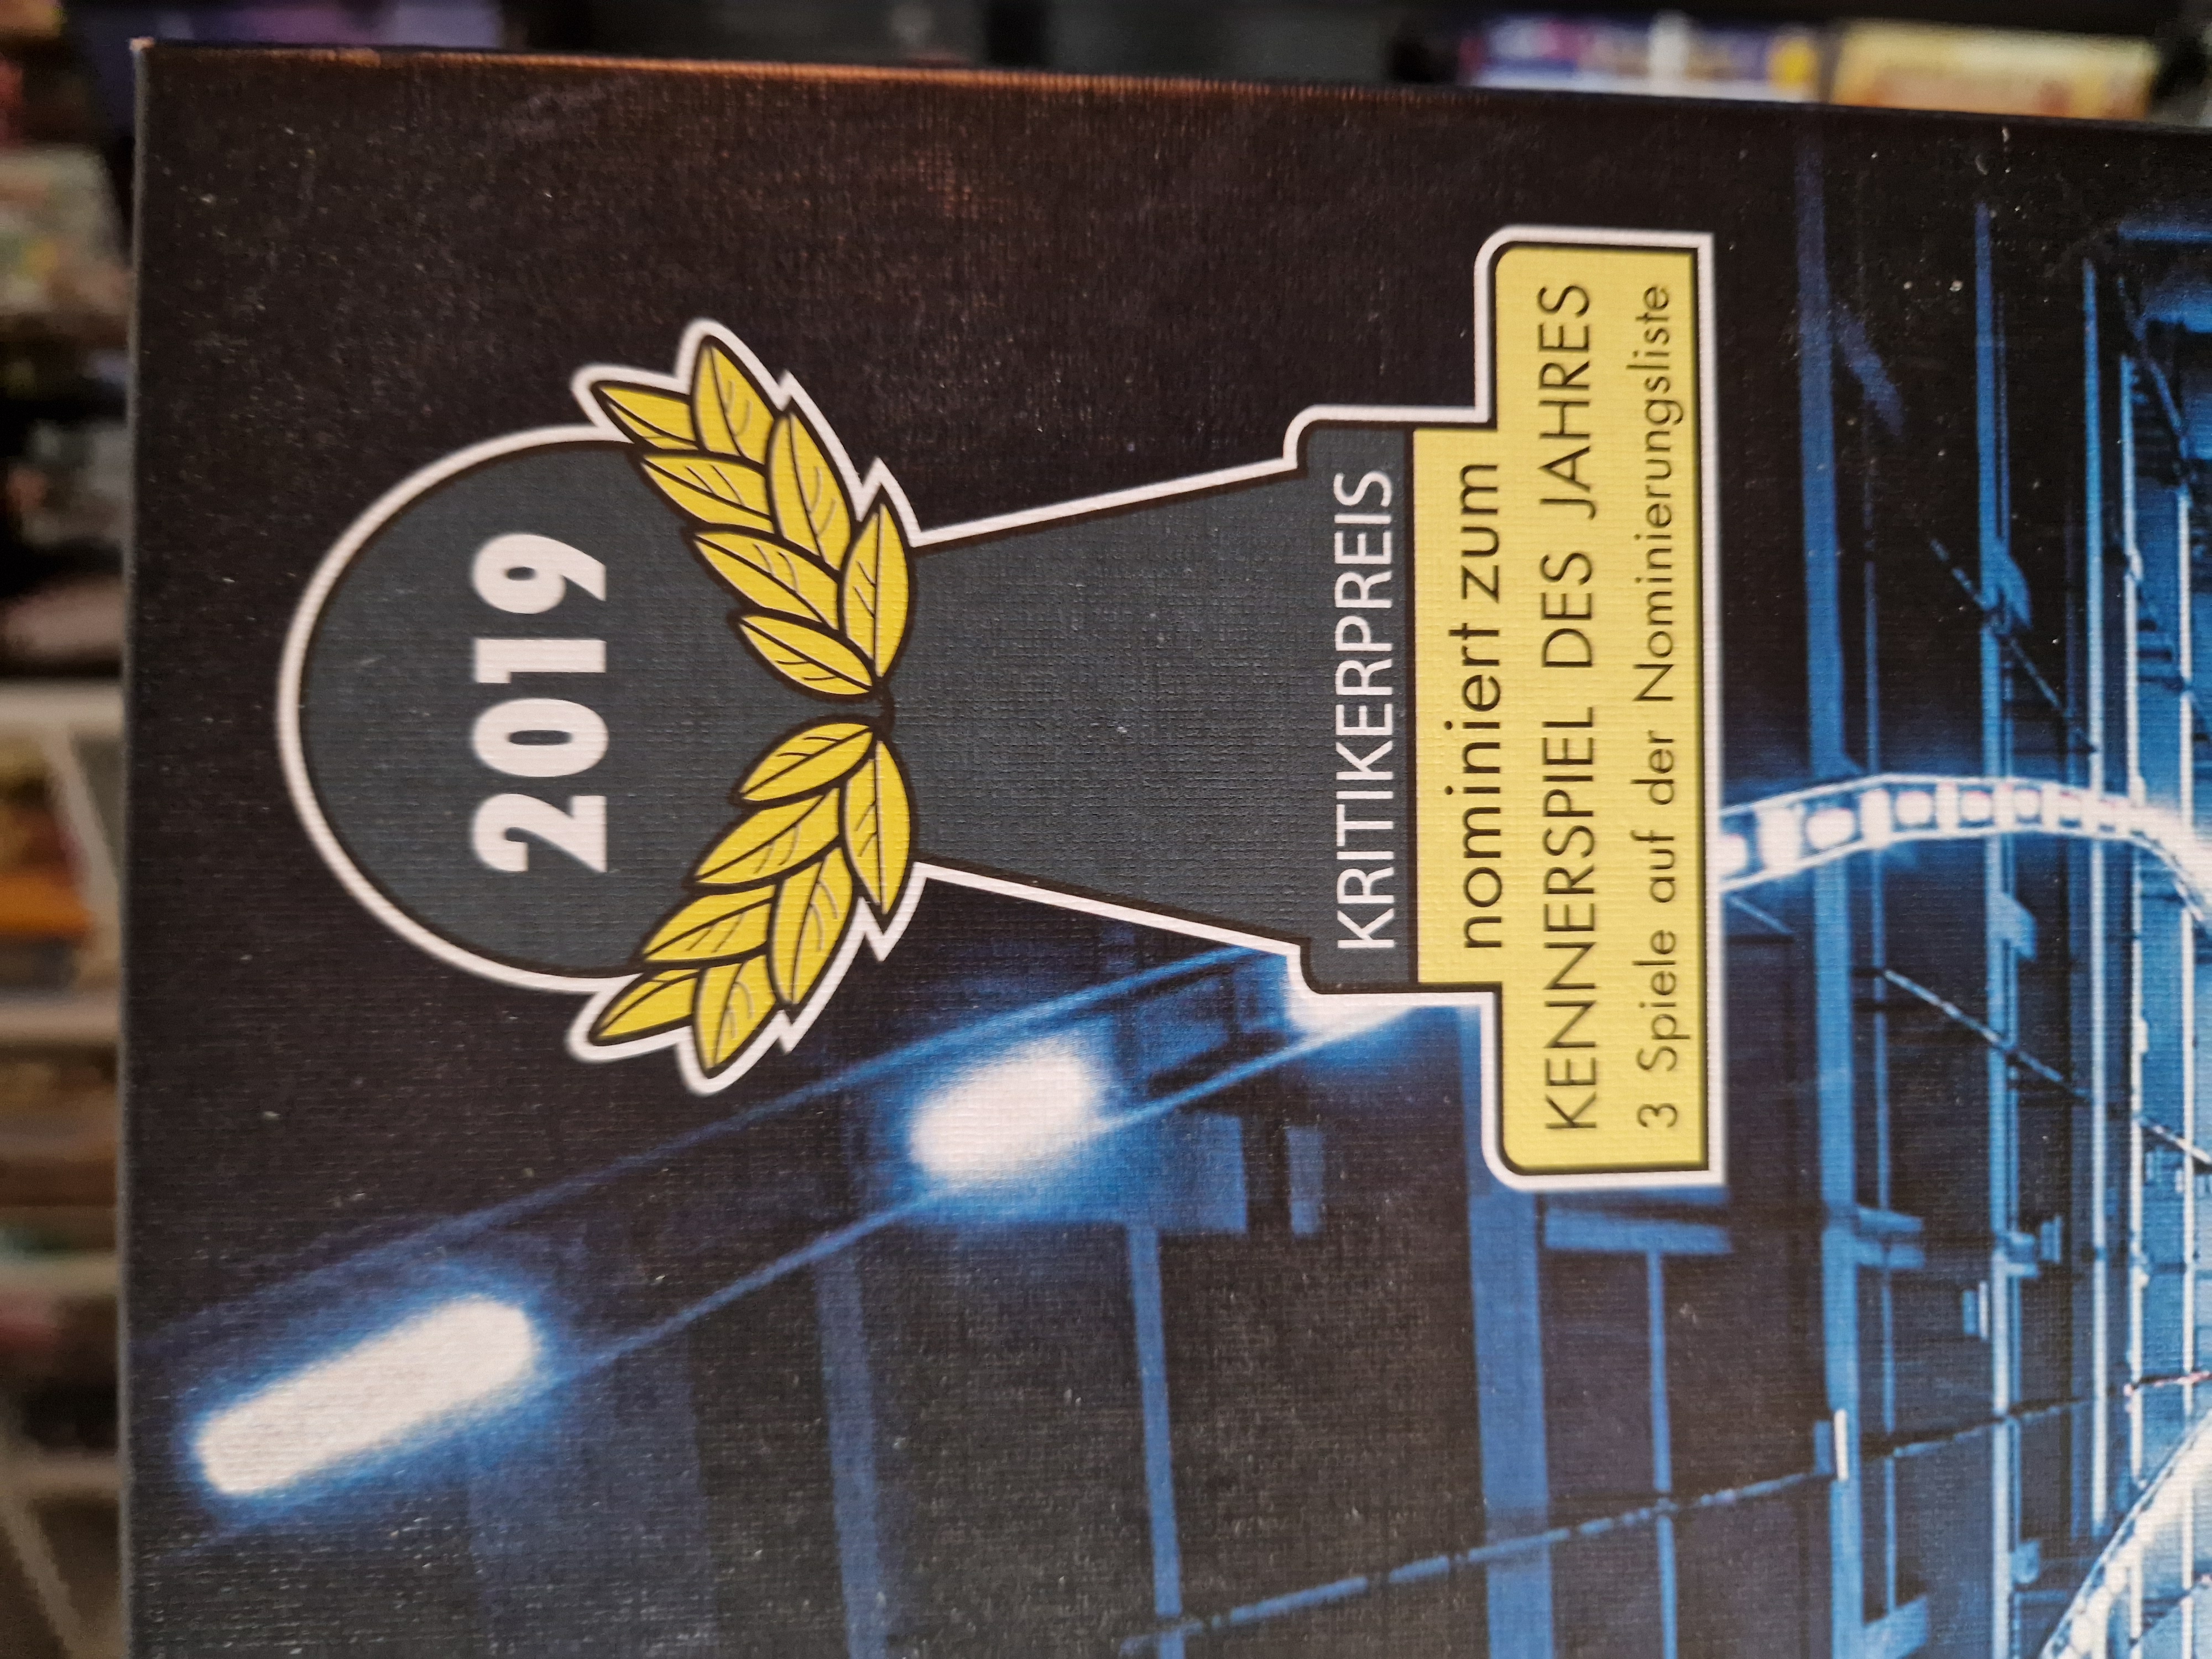 2019
KRITIKERPREIS
nominiert zum
KENNERSPIEL DES JAHRES
3 Spiele auf der Nominierungsliste